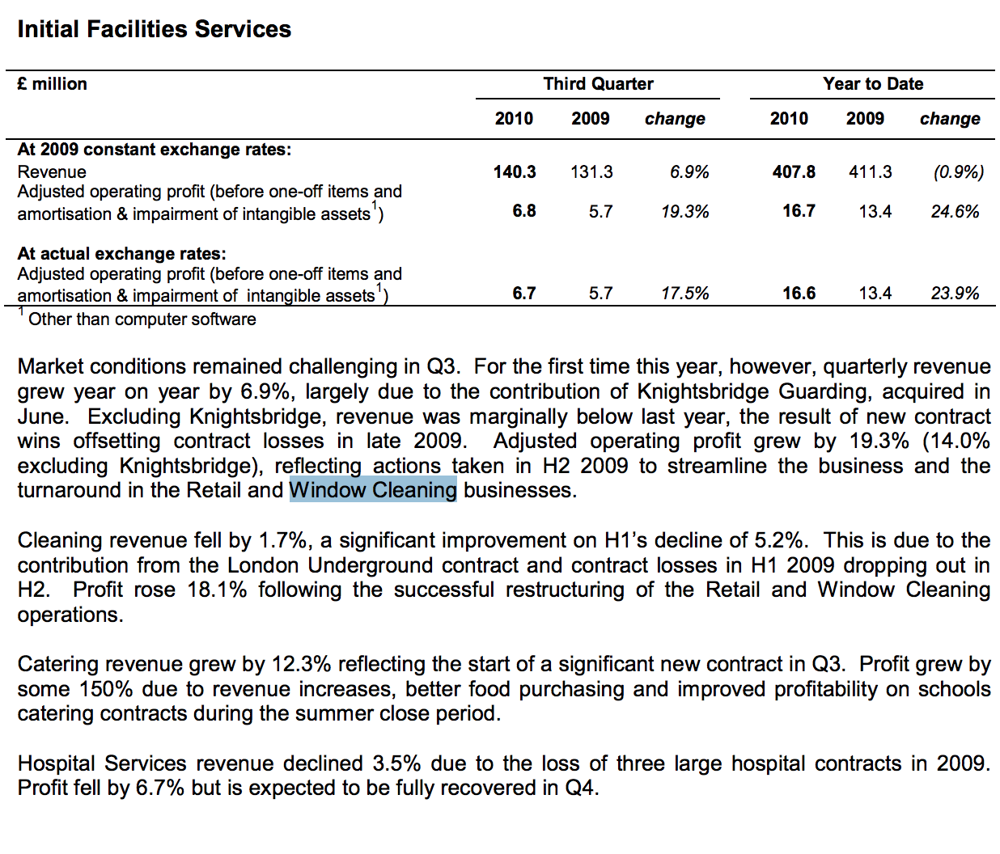 Initial Facilities Services
£ million Third Quarter Year to Date
2010 2009 change 2010 2009 change
At 2009 constant exchange rates:
Revenue 140.3 131.3 6.9% 407.8 411.3 (0.9%)
Adjusted operating profit (before one-off items and
amortisation & impairment of intangible assets¹) 6.8 5.7 19.3% 16.7 13.4 24.6%
At actual exchange rates:
Adjusted operating profit (before one-off items and
amortisation & impairment of intangible assets¹) 6.7 5.7 17.5% 16.6 13.4 23.9%
¹ Other than computer software
Market conditions remained challenging in Q3. For the first time this year, however, quarterly revenue
grew year on year by 6.9%, largely due to the contribution of Knightsbridge Guarding, acquired in
June. Excluding Knightsbridge, revenue was marginally below last year, the result of new contract
wins offsetting contract losses in late 2009. Adjusted operating profit grew by 19.3% (14.0%
excluding Knightsbridge), reflecting actions taken in H2 2009 to streamline the business and the
turnaround in the Retail and Window Cleaning businesses.
Cleaning revenue fell by 1.7%, a significant improvement on H1's decline of 5.2%. This is due to the
contribution from the London Underground contract and contract losses in H1 2009 dropping out in
H2. Profit rose 18.1% following the successful restructuring of the Retail and Window Cleaning
operations.
Catering revenue grew by 12.3% reflecting the start of a significant new contract in Q3. Profit grew by
some 150% due to revenue increases, better food purchasing and improved profitability on schools
catering contracts during the summer close period.
Hospital Services revenue declined 3.5% due to the loss of three large hospital contracts in 2009.
Profit fell by 6.7% but is expected to be fully recovered in Q4.